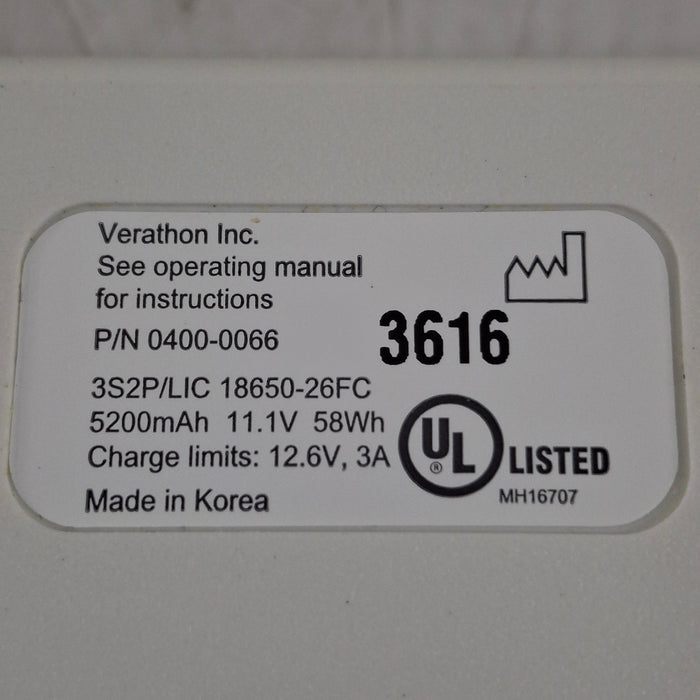 Verathon Inc.
See operating manual
for instructions
P/N 0400-0066
3616
3S2P/LIC 18650-26FC
5200mAh 11.1V 58Wh
Charge limits: 12.6V, 3A
Made in Korea
UL ® LISTED
MH16707